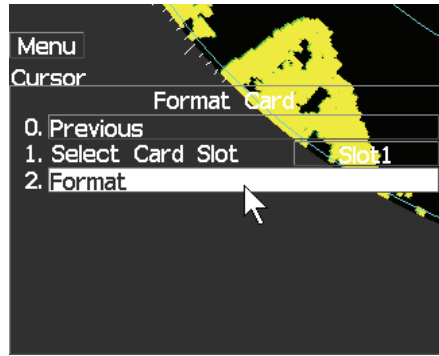 Menu
Cursor
Format Card
0. Previous
1. Select Card Slot Slot1
2. Format